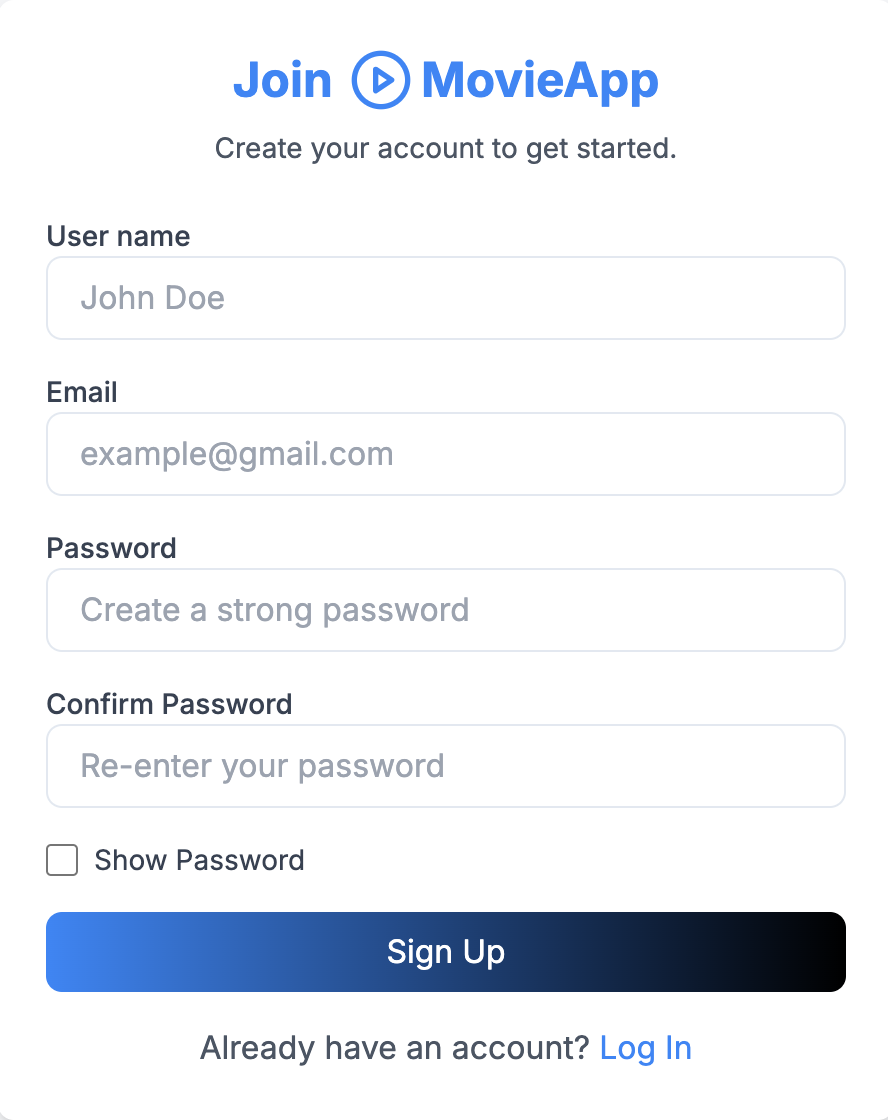 Join MovieApp
Create your account to get started.
User name
John Doe
Email
example@gmail.com
Password
Create a strong password
Confirm Password
Re-enter your password
Show Password
Sign Up
Already have an account? Log In